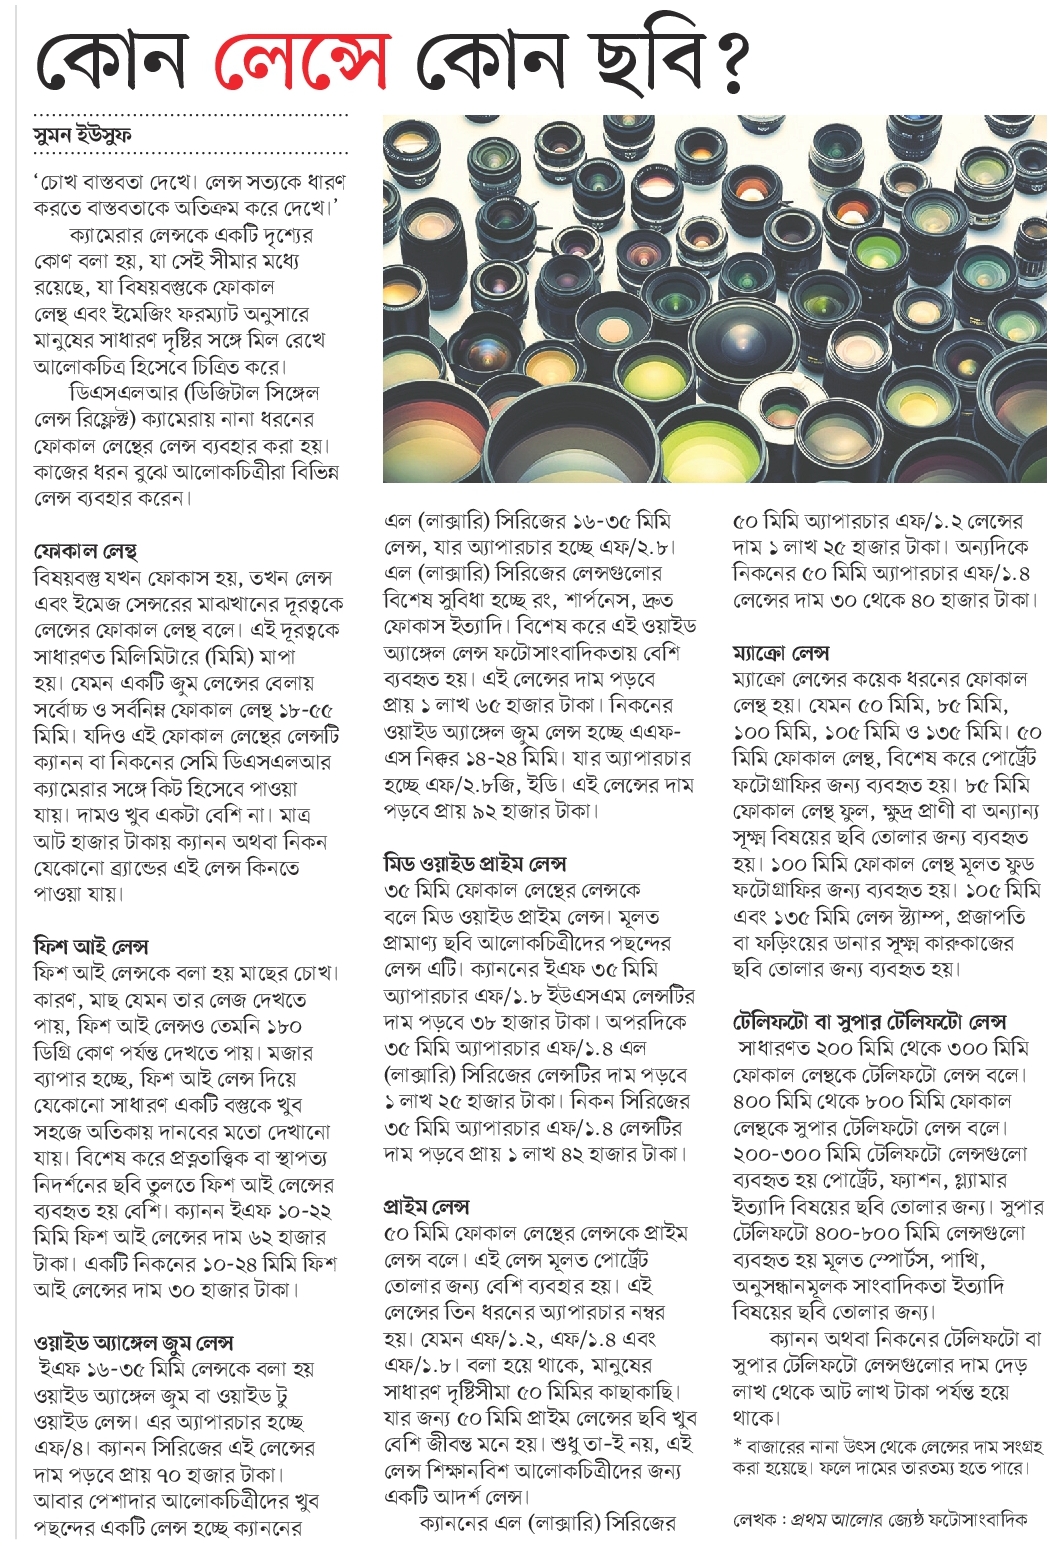 কোন লেন্সে কোন ছবি?
সুমন ইউসুফ
‘চোখ বাস্তবতা দেখে। লেন্স সত্যকে ধারণ
করতে বাস্তবতাকে অতিক্রম করে দেখে।’
ক্যামেরার লেন্সকে একটি দৃশ্যের
কোণ বলা হয়, যা সেই সীমার মধ্যে
রয়েছে, যা বিষয়বস্তুকে ফোকাল
লেন্থ এবং ইমেজিং ফরম্যাট অনুসারে
মানুষের সাধারণ দৃষ্টির সঙ্গে মিল রেখে
আলোকচিত্র হিসেবে চিত্রিত করে।
ডিএসএলআর (ডিজিটাল সিঙ্গেল
লেন্স রিফ্লেক্ট) ক্যামেরায় নানা ধরনের
ফোকাল লেন্থের লেন্স ব্যবহার করা হয়।
কাজের ধরন বুঝে আলোকচিত্রীরা বিভিন্ন
লেন্স ব্যবহার করেন।
ফোকাল লেন্থ
বিষয়বস্তু যখন ফোকাস হয়, তখন লেন্স
এবং ইমেজ সেন্সরের মাঝখানের দূরত্বকে
লেন্সের ফোকাল লেন্থ বলে। এই দূরত্বকে
সাধারণত মিলিমিটারে (মিমি) মাপা
হয়। যেমন একটি জুম লেন্সের বেলায়
সর্বোচ্চ ও সর্বনিম্ন ফোকাল লেন্থ ১৮-৫৫
মিমি। যদিও এই ফোকাল লেন্থের লেন্সটি
ক্যানন বা নিকনের সেমি ডিএসএলআর
ক্যামেরার সঙ্গে কিট হিসেবে পাওয়া
যায়। দামও খুব একটা বেশি না। মাত্র
আট হাজার টাকায় ক্যানন অথবা নিকন
যেকোনো ব্র্যান্ডের এই লেন্স কিনতে
পাওয়া যায়।
ফিশ আই লেন্স
ফিশ আই লেন্সকে বলা হয় মাছের চোখ।
কারণ, মাছ যেমন তার লেজ দেখতে
পায়, ফিশ আই লেন্সও তেমনি ১৮০
ডিগ্রি কোণ পর্যন্ত দেখতে পায়। মজার
ব্যাপার হচ্ছে, ফিশ আই লেন্স দিয়ে
যেকোনো সাধারণ একটি বস্তুকে খুব
সহজে অতিকায় দানবের মতো দেখানো
যায়। বিশেষ করে প্রত্নতাত্ত্বিক বা স্থাপত্য
নিদর্শনের ছবি তুলতে ফিশ আই লেন্সের
ব্যবহৃত হয় বেশি। ক্যানন ইএফ ১০-২২
মিমি ফিশ আই লেন্সের দাম ৬২ হাজার
টাকা। একটি নিকনের ১০-২৪ মিমি ফিশ
আই লেন্সের দাম ৩০ হাজার টাকা।
ওয়াইড অ্যাঙ্গেল জুম লেন্স
ইএফ ১৬-৩৫ মিমি লেন্সকে বলা হয়
ওয়াইড অ্যাঙ্গেল জুম বা ওয়াইড টু
ওয়াইড লেন্স। এর অ্যাপারচার হচ্ছে
এফ/৪। ক্যানন সিরিজের এই লেন্সের
দাম পড়বে প্রায় ৭০ হাজার টাকা।
আবার পেশাদার আলোকচিত্রীদের খুব
পছন্দের একটি লেন্স হচ্ছে ক্যাননের
এল (লাক্সারি) সিরিজের ১৬-৩৫ মিমি
লেন্স, যার অ্যাপারচার হচ্ছে এফ/২.৮।
এল (লাক্সারি) সিরিজের লেন্সগুলোর
বিশেষ সুবিধা হচ্ছে রং, শার্পনেস, দ্রুত
ফোকাস ইত্যাদি। বিশেষ করে এই ওয়াইড
অ্যাঙ্গেল লেন্স ফটোসাংবাদিকতায় বেশি
ব্যবহৃত হয়। এই লেন্সের দাম পড়বে
প্রায় ১ লাখ ৬৫ হাজার টাকা। নিকনের
ওয়াইড অ্যাঙ্গেল জুম লেন্স হচ্ছে এএফ-
এস নিক্কর ১৪-২৪ মিমি। যার অ্যাপারচার
হচ্ছে এফ/২.৮জি, ইডি। এই লেন্সের দাম
পড়বে প্রায় ৯২ হাজার টাকা।
মিড ওয়াইড প্রাইম লেন্স
৩৫ মিমি ফোকাল লেন্থের লেন্সকে
বলে মিড ওয়াইড প্রাইম লেন্স। মূলত
প্রামাণ্য ছবি আলোকচিত্রীদের পছন্দের
লেন্স এটি। ক্যাননের ইএফ ৩৫ মিমি
অ্যাপারচার এফ/১.৮ ইউএসএম লেন্সটির
দাম পড়বে ৩৮ হাজার টাকা। অপরদিকে
৩৫ মিমি অ্যাপারচার এফ/১.৪ এল
(লাক্সারি) সিরিজের লেন্সটির দাম পড়বে
১ লাখ ২৫ হাজার টাকা। নিকন সিরিজের
৩৫ মিমি অ্যাপারচার এফ/১.৪ লেন্সটির
দাম পড়বে প্রায় ১ লাখ ৪২ হাজার টাকা।
প্রাইম লেন্স
৫০ মিমি ফোকাল লেন্থের লেন্সকে প্রাইম
লেন্স বলে। এই লেন্স মূলত পোর্ট্রেট
তোলার জন্য বেশি ব্যবহার হয়। এই
লেন্সের তিন ধরনের অ্যাপারচার নম্বর
হয়। যেমন এফ/১.২, এফ/১.৪ এবং
এফ/১.৮। বলা হয়ে থাকে, মানুষের
সাধারণ দৃষ্টিসীমা ৫০ মিমির কাছাকাছি।
যার জন্য ৫০ মিমি প্রাইম লেন্সের ছবি খুব
বেশি জীবন্ত মনে হয়। শুধু তা-ই নয়, এই
লেন্স শিক্ষানবিশ আলোকচিত্রীদের জন্য
একটি আদর্শ লেন্স।
ক্যাননের এল (লাক্সারি) সিরিজের
৫০ মিমি অ্যাপারচার এফ/১.২ লেন্সের
দাম ১ লাখ ২৫ হাজার টাকা। অন্যদিকে
নিকনের ৫০ মিমি অ্যাপারচার এফ/১.৪
লেন্সের দাম ৩০ থেকে ৪০ হাজার টাকা।
ম্যাক্রো লেন্স
ম্যাক্রো লেন্সের কয়েক ধরনের ফোকাল
লেন্থ হয়। যেমন ৫০ মিমি, ৮৫ মিমি,
১০০ মিমি, ১০৫ মিমি ও ১৩৫ মিমি। ৫০
মিমি ফোকাল লেন্থ, বিশেষ করে পোর্ট্রেট
ফটোগ্রাফির জন্য ব্যবহৃত হয়। ৮৫ মিমি
ফোকাল লেন্থ ফুল, ক্ষুদ্র প্রাণী বা অন্যান্য
সূক্ষ্ম বিষয়ের ছবি তোলার জন্য ব্যবহৃত
হয়। ১০০ মিমি ফোকাল লেন্থ মূলত ফুড
ফটোগ্রাফির জন্য ব্যবহৃত হয়। ১০৫ মিমি
এবং ১৩৫ মিমি লেন্স স্ট্যাম্প, প্রজাপতি
বা ফড়িংয়ের ডানার সূক্ষ্ম কারুকাজের
ছবি তোলার জন্য ব্যবহৃত হয়।
টেলিফটো বা সুপার টেলিফটো লেন্স
সাধারণত ২০০ মিমি থেকে ৩০০ মিমি
ফোকাল লেন্থকে টেলিফটো লেন্স বলে।
৪০০ মিমি থেকে ৮০০ মিমি ফোকাল
লেন্থকে সুপার টেলিফটো লেন্স বলে।
২০০-৩০০ মিমি টেলিফটো লেন্সগুলো
ব্যবহৃত হয় পোর্ট্রেট, ফ্যাশন, গ্ল্যামার
ইত্যাদি বিষয়ের ছবি তোলার জন্য। সুপার
টেলিফটো ৪০০-৮০০ মিমি লেন্সগুলো
ব্যবহৃত হয় মূলত স্পোর্টস, পাখি,
অনুসন্ধানমূলক সাংবাদিকতা ইত্যাদি
বিষয়ের ছবি তোলার জন্য।
ক্যানন অথবা নিকনের টেলিফটো বা
সুপার টেলিফটো লেন্সগুলোর দাম দেড়
লাখ থেকে আট লাখ টাকা পর্যন্ত হয়ে
থাকে।
* বাজারের নানা উৎস থেকে লেন্সের দাম সংগ্রহ
করা হয়েছে। ফলে দামের তারতম্য হতে পারে।
লেখক : প্রথম আলোর জ্যেষ্ঠ ফটোসাংবাদিক